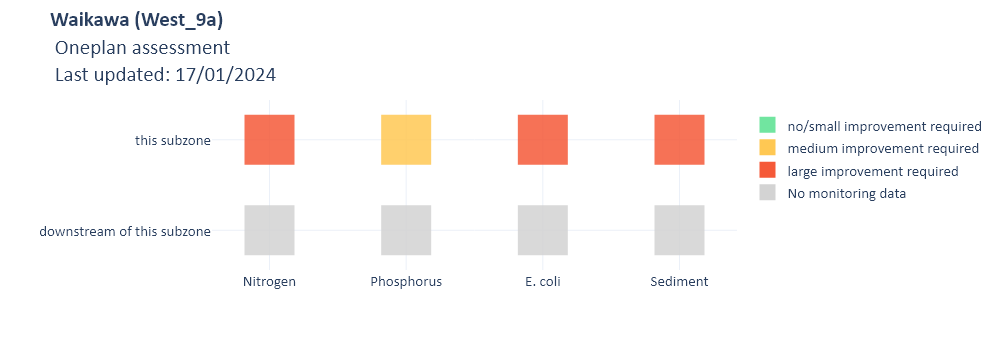 Waikawa (West_9a)
Oneplan assessment
Last updated: 17/01/2024
this subzone
downstream of this subzone
Nitrogen
Phosphorus
E. coli
Sediment
no/small improvement required
medium improvement required
large improvement required
No monitoring data